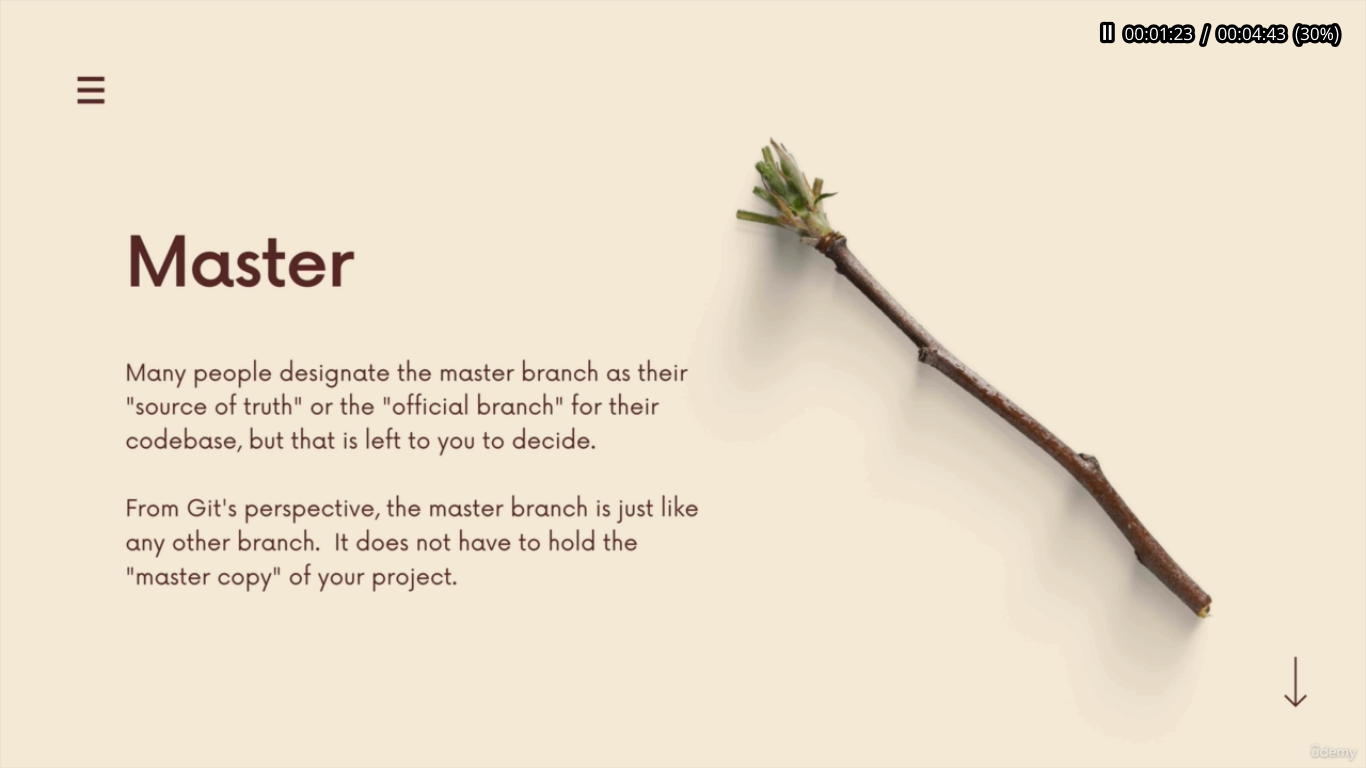 00:01:23 / 00:04:43 (30%)
Master
Many people designate the master branch as their
"source of truth" or the "official branch" for their
codebase, but that is left to you to decide.
From Git's perspective, the master branch is just like
any other branch.  It does not have to hold the
"master copy" of your project.
ûdemy